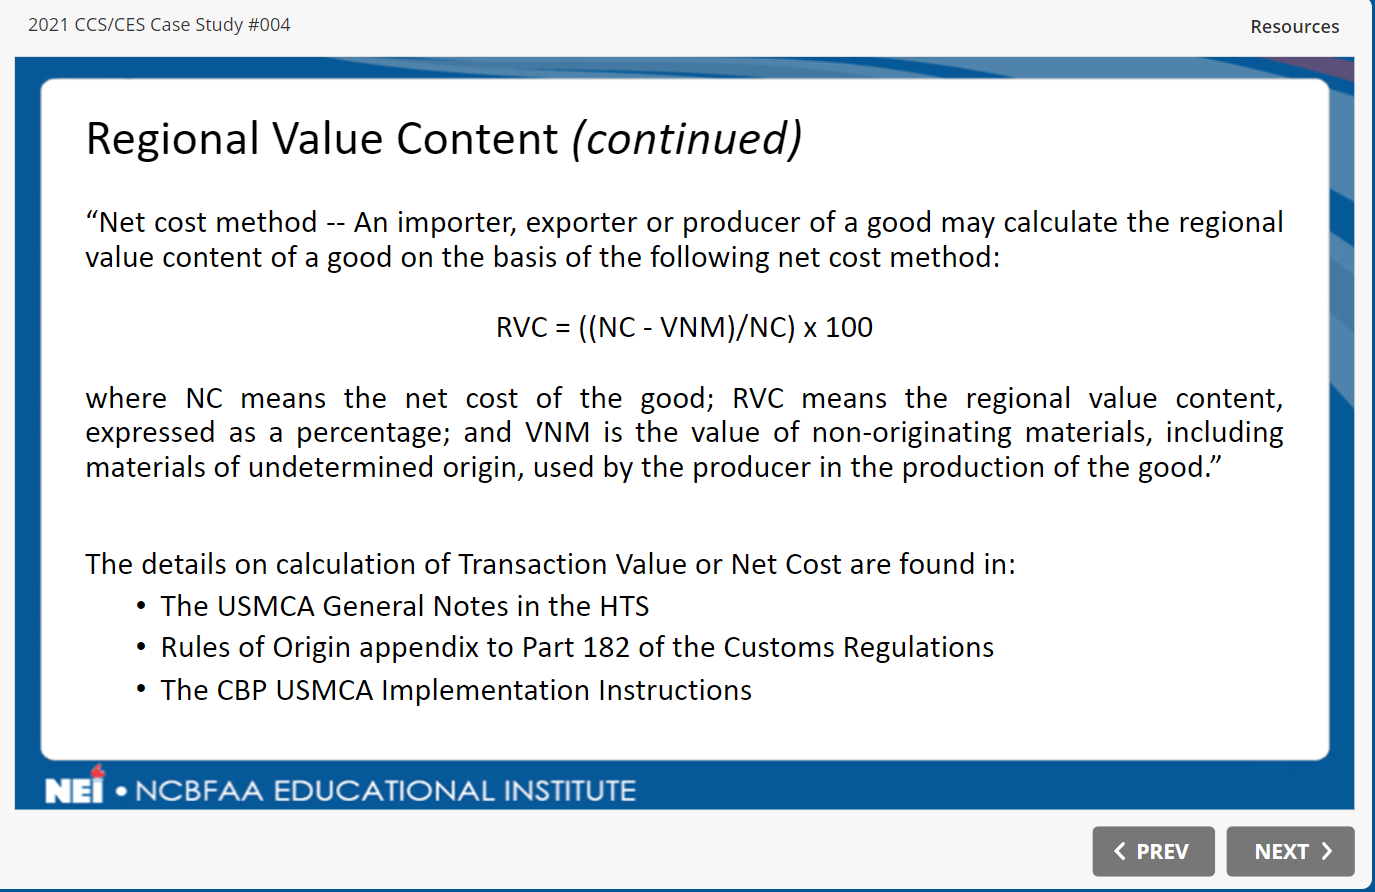 2021 CCS/CES Case Study #004
Resources
Regional Value Content (continued)
“Net cost method -- An importer, exporter or producer of a good may calculate the regional
value content of a good on the basis of the following net cost method:
RVC = ((NC - VNM)/NC) x 100
where NC means the net cost of the good; RVC means the regional value content,
expressed as a percentage; and VNM is the value of non-originating materials, including
materials of undetermined origin, used by the producer in the production of the good.”
The details on calculation of Transaction Value or Net Cost are found in:
• The USMCA General Notes in the HTS
• Rules of Origin appendix to Part 182 of the Customs Regulations
• The CBP USMCA Implementation Instructions
NEI • NCBFAA EDUCATIONAL INSTITUTE
PREV
NEXT